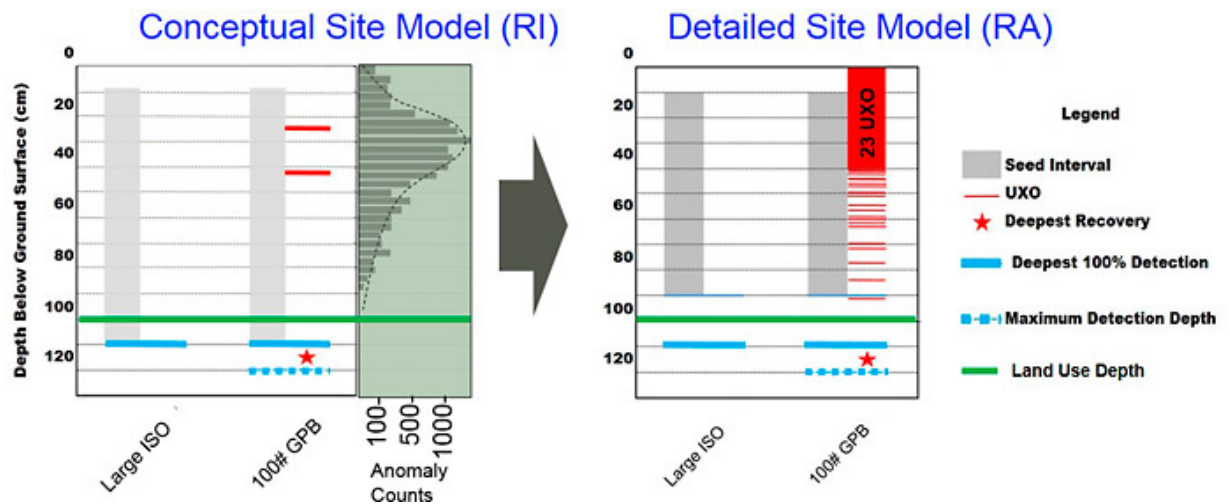 Conceptual Site Model (RI)
Detailed Site Model (RA)
Depth Below Ground Surface (cm)
0
20
40
60
80
100
120
Large ISO
100# GPB
100
500
1000
Anomaly
Counts
0
20
40
60
80
100
120
23 UXO
Large ISO
100# GPB
Legend
Seed Interval
UXO
Deepest Recovery
Deepest 100% Detection
Maximum Detection Depth
Land Use Depth